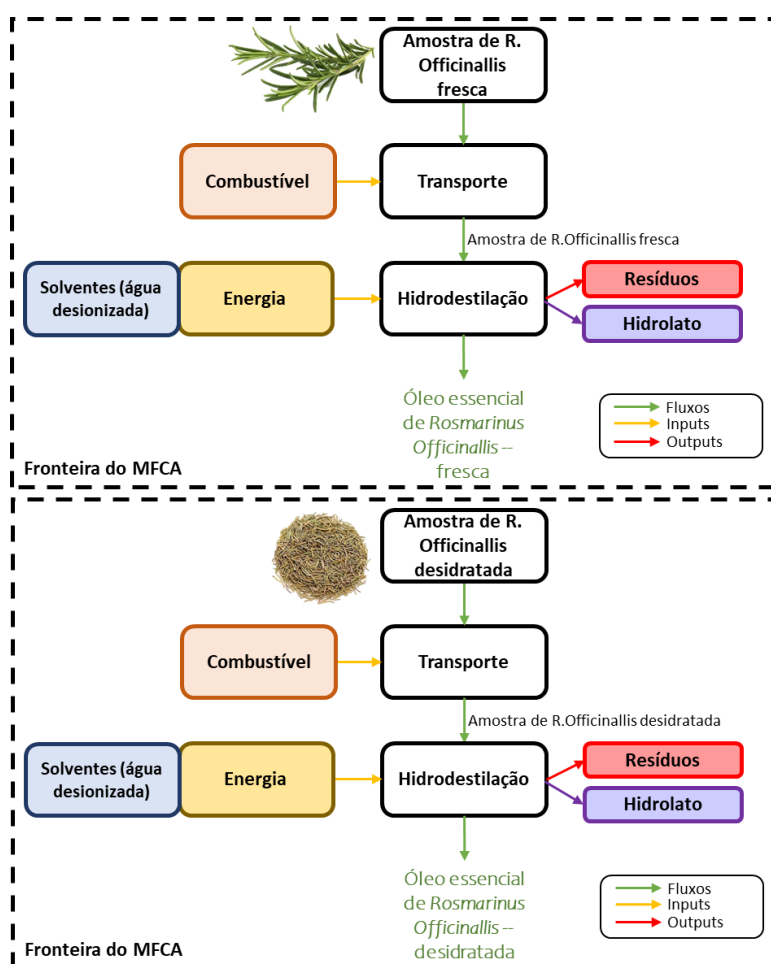 Amostra de R.
Officinallis
fresca
Combustível
Transporte
Amostra de R.Officinallis fresca
Solventes (água
desionizada)
Energia
Hidrodestilação
Resíduos
Hidrolato
Óleo essencial
de Rosmarinus
Officinallis --
fresca
Fluxos
Inputs
Outputs
Fronteira do MFCA
Amostra de R.
Officinallis
desidratada
Combustível
Transporte
Amostra de R.Officinallis desidratada
Solventes (água
desionizada)
Energia
Hidrodestilação
Resíduos
Hidrolato
Óleo essencial
de Rosmarinus
Officinallis --
desidratada
Fluxos
Inputs
Outputs
Fronteira do MFCA